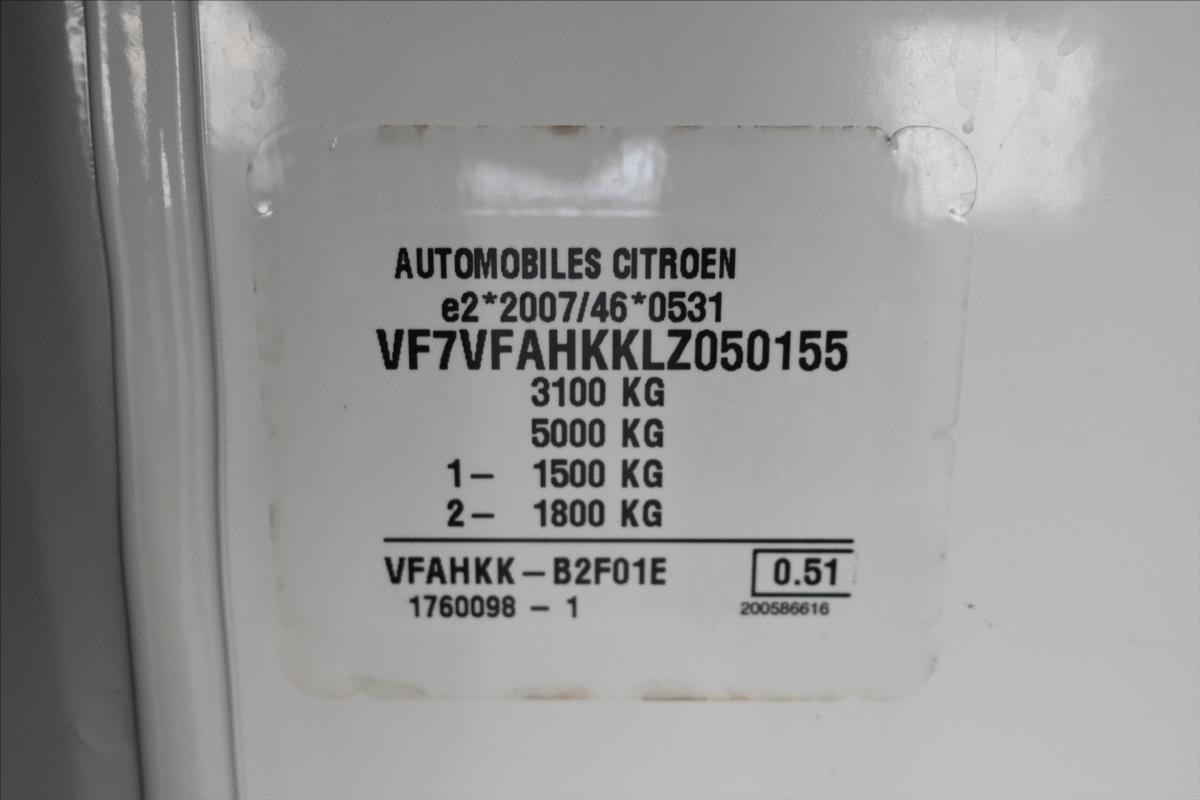 AUTOMOBILES CITROEN
e2*2007/46*0531
VF7VFAHKKLZ050155
3100 KG
5000 KG
1- 1500 KG
2- 1800 KG
VFAHKK-B2F01E 0.51
1760098 - 1 200586616